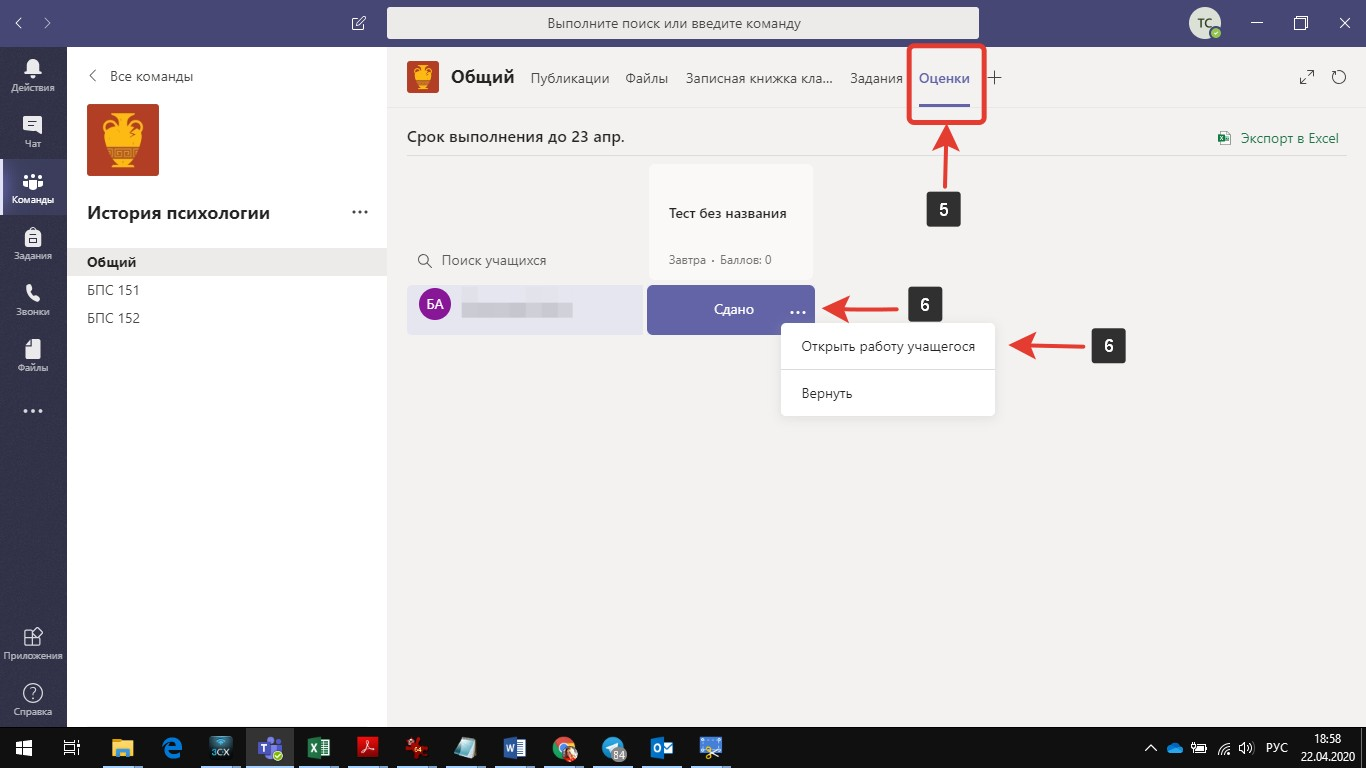 Выполните поиск или введите команду
ТС
Действия
Чат
Команды
Задания
Звонки
Файлы
Приложения
Справка
Все команды
История психологии
Общий
БПС 151
БПС 152
Общий Публикации Файлы Записная книжка кла... Задания Оценки
Срок выполнения до 23 апр.
Экспорт в Excel
5
Тест без названия
Завтра • Баллов: 0
Поиск учащихся
БА
Сдано ...
6
Открыть работу учащегося
6
Вернуть
3CX
64
84
РУС
18:58
22.04.2020